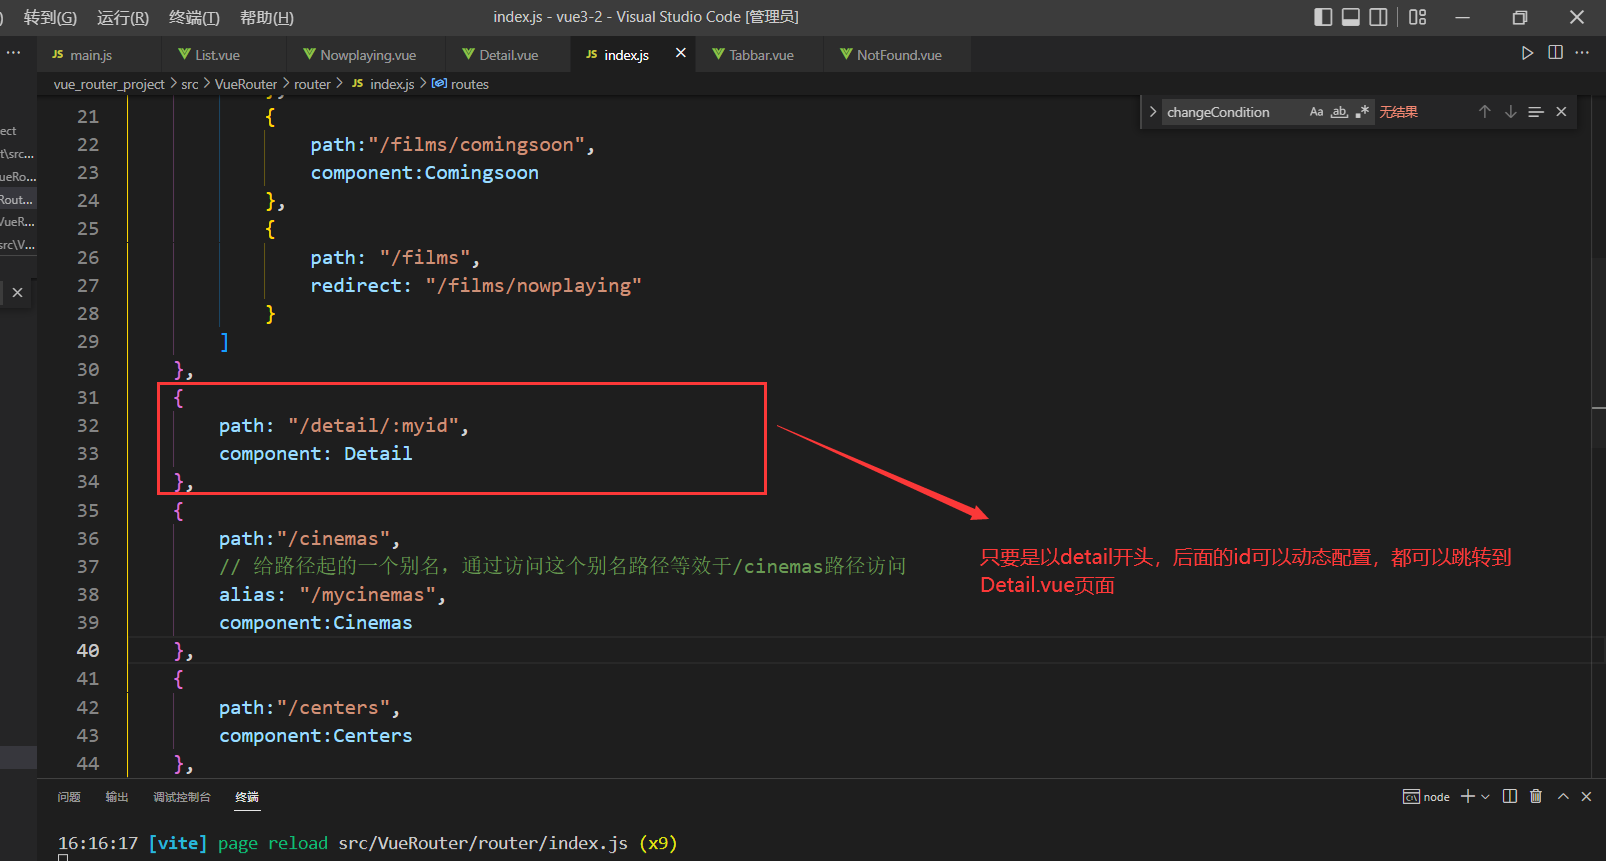 转到(G) 运行(R) 终端(T) 帮助(H) index.js - vue3-2 - Visual Studio Code [管理员]
JS main.js List.vue Nowplaying.vue Detail.vue JS index.js Tabbar.vue NotFound.vue
vue_router_project > src > VueRouter > router > JS index.js > routes
changeCondition Aa ab 无结果
ect
t\src...
ueRo...
Rout...
VueR...
src\V...
21 {
22 path:"/films/comingsoon",
23 component:Comingsoon
24 },
25 {
26 path: "/films",
27 redirect: "/films/nowplaying"
28 }
29 ]
30 },
31 {
32 path: "/detail/:myid",
33 component: Detail
34 },
35 {
36 path:"/cinemas",
37 // 给路径起的一个别名，通过访问这个别名路径等效于/cinemas路径访问
38 alias: "/mycinemas",
39 component:Cinemas
40 },
41 {
42 path:"/centers",
43 component:Centers
44 },
只要是以detail开头，后面的id可以动态配置，都可以跳转到
Detail.vue页面
问题 输出 调试控制台 终端 node
16:16:17 [vite] page reload src/VueRouter/router/index.js (x9)